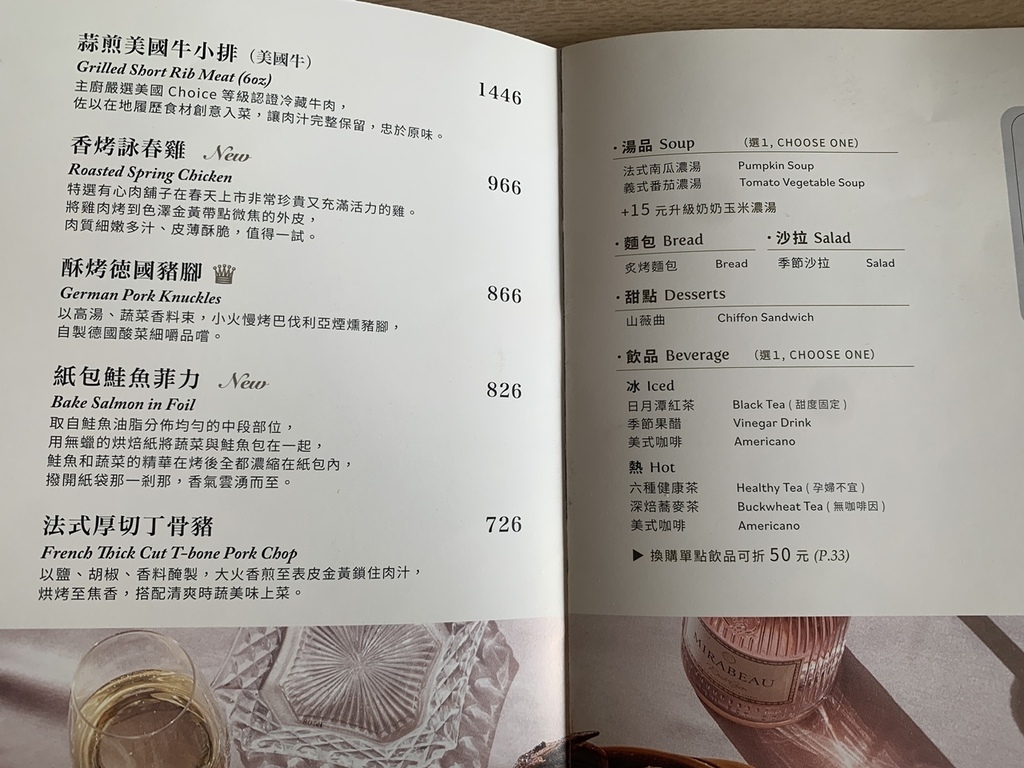 蒜煎美國牛小排（美國牛）
Grilled Short Rib Meat (6oz)
1446
主廚嚴選美國 Choice 等級認證冷藏牛肉，
佐以在地履歷食材創意入菜，讓肉汁完整保留，忠於原味。
香烤詠春雞 New
Roasted Spring Chicken
966
特選有心肉舖子在春天上市非常珍貴又充滿活力的雞。
將雞肉烤到色澤金黃帶點微焦的外皮，
肉質細嫩多汁、皮薄酥脆，值得一試。
酥烤德國豬腳
German Pork Knuckles
866
以高湯、蔬菜香料束，小火慢烤巴伐利亞煙燻豬腳，
自製德國酸菜細嚼品嚐。
紙包鮭魚菲力 New
Bake Salmon in Foil
826
取自鮭魚油脂分佈均勻的中段部位，
用無蠟的烘焙紙將蔬菜與鮭魚包在一起，
鮭魚和蔬菜的精華在烤後全都濃縮在紙包內，
撥開紙袋那一剎那，香氣雲湧而至。
法式厚切丁骨豬
French Thick Cut T-bone Pork Chop
726
以鹽、胡椒、香料醃製，大火香煎至表皮金黃鎖住肉汁，
烘烤至焦香，搭配清爽時蔬美味上菜。
·湯品 Soup （選1, CHOOSE ONE）
法式南瓜濃湯 Pumpkin Soup
義式番茄濃湯 Tomato Vegetable Soup
+15 元升級奶奶玉米濃湯
·麵包 Bread ·沙拉 Salad
炙烤麵包 Bread 季節沙拉 Salad
·甜點 Desserts
山薇曲 Chiffon Sandwich
·飲品 Beverage （選1, CHOOSE ONE）
冰 Iced
日月潭紅茶 Black Tea ( 甜度固定 )
季節果醋 Vinegar Drink
美式咖啡 Americano
熱 Hot
六種健康茶 Healthy Tea ( 孕婦不宜 )
深焙蕎麥茶 Buckwheat Tea ( 無咖啡因 )
美式咖啡 Americano
▶ 換購單點飲品可折 50 元 (P.33)
MIRABEAU